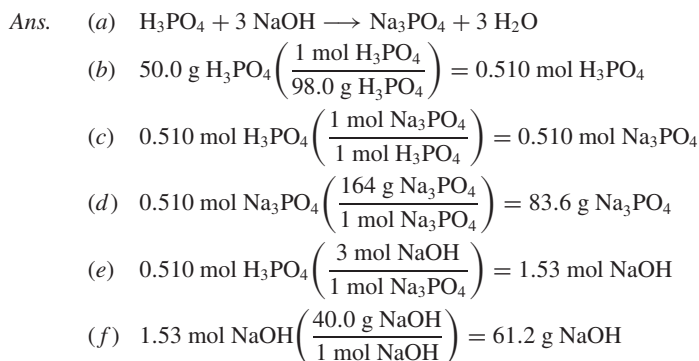 Ans. (a) H₃PO₄ + 3 NaOH ⟶ Na₃PO₄ + 3 H₂O
(b) 50.0 g H₃PO₄(1 mol H₃PO₄/98.0 g H₃PO₄) = 0.510 mol H₃PO₄
(c) 0.510 mol H₃PO₄(1 mol Na₃PO₄/1 mol H₃PO₄) = 0.510 mol Na₃PO₄
(d) 0.510 mol Na₃PO₄(164 g Na₃PO₄/1 mol Na₃PO₄) = 83.6 g Na₃PO₄
(e) 0.510 mol H₃PO₄(3 mol NaOH/1 mol Na₃PO₄) = 1.53 mol NaOH
(f) 1.53 mol NaOH(40.0 g NaOH/1 mol NaOH) = 61.2 g NaOH